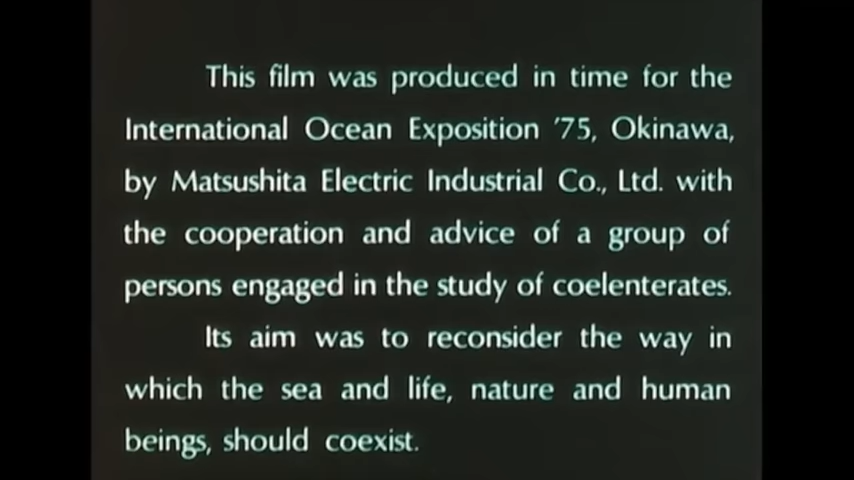 This film was produced in time for the
International Ocean Exposition '75, Okinawa,
by Matsushita Electric Industrial Co., Ltd. with
the cooperation and advice of a group of
persons engaged in the study of coelenterates.
Its aim was to reconsider the way in
which the sea and life, nature and human
beings, should coexist.